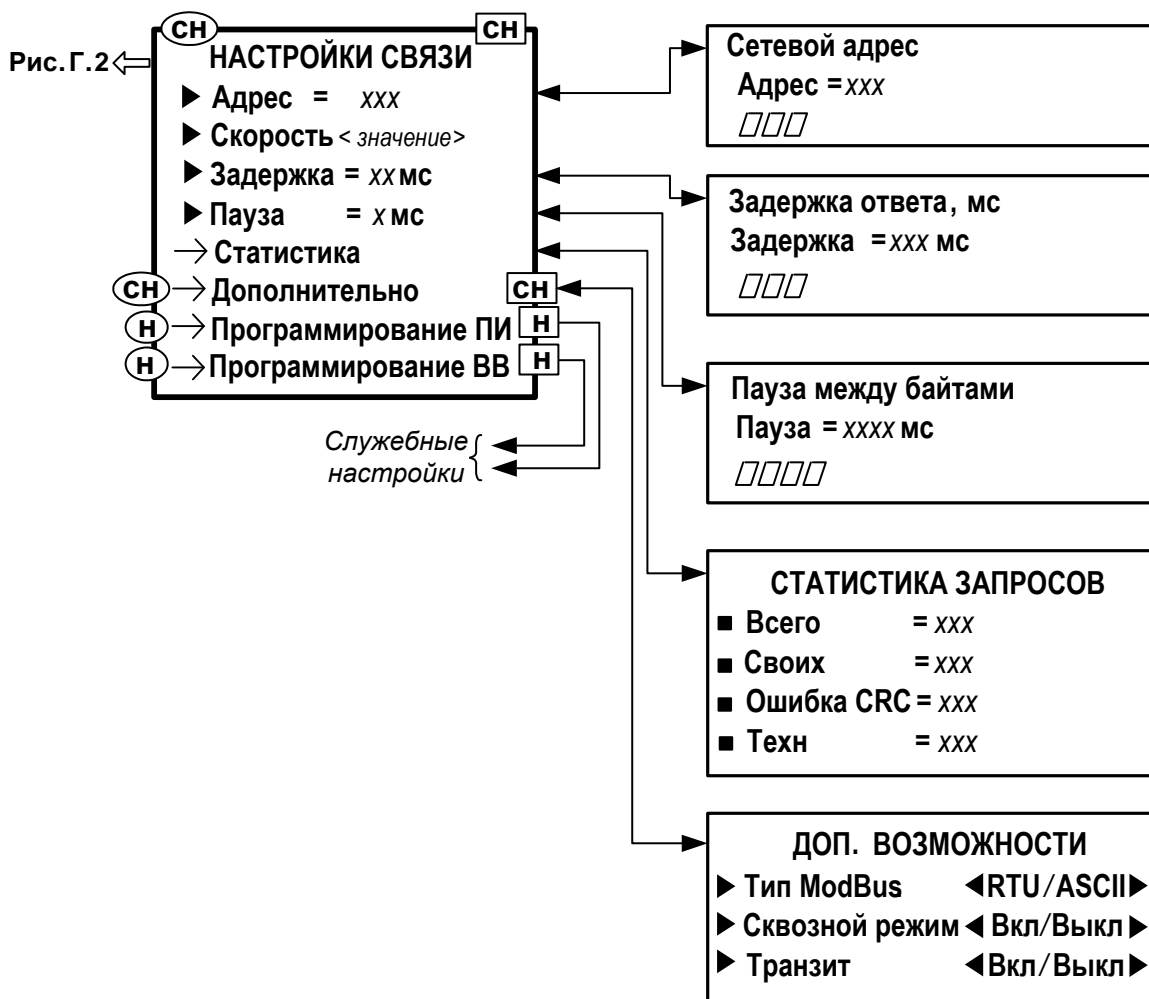 СН
СН
Рис.Г.2
НАСТРОЙКИ СВЯЗИ
Адрес = xxx
Скорость < значение>
Задержка = xx мс
Пауза = x мс
Статистика
СН
Дополнительно
СН
Н
Программирование ПИ
Н
Н
Программирование ВВ
Н
Служебные
настройки
Сетевой адрес
Адрес =xxx
Задержка ответа, мс
Задержка =xxx мс
Пауза между байтами
Пауза =xxxx мс
СТАТИСТИКА ЗАПРОСОВ
Всего = xxx
Своих =xxx
Ошибка CRC = xxx
Техн = xxx
ДОП. ВОЗМОЖНОСТИ
Тип ModBus ◀RTU/ASCII▶
Сквозной режим ◀Вкл/Выкл▶
Транзит ◀Вкл/Выкл▶